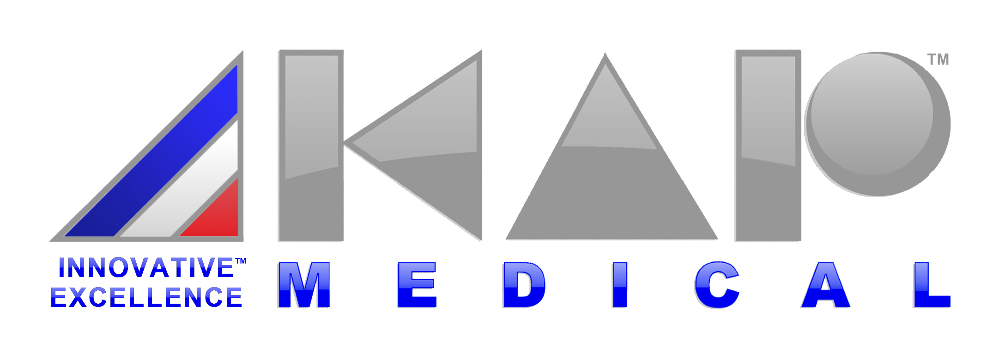 AKAP™
INNOVATIVE™
EXCELLENCE
MEDICAL